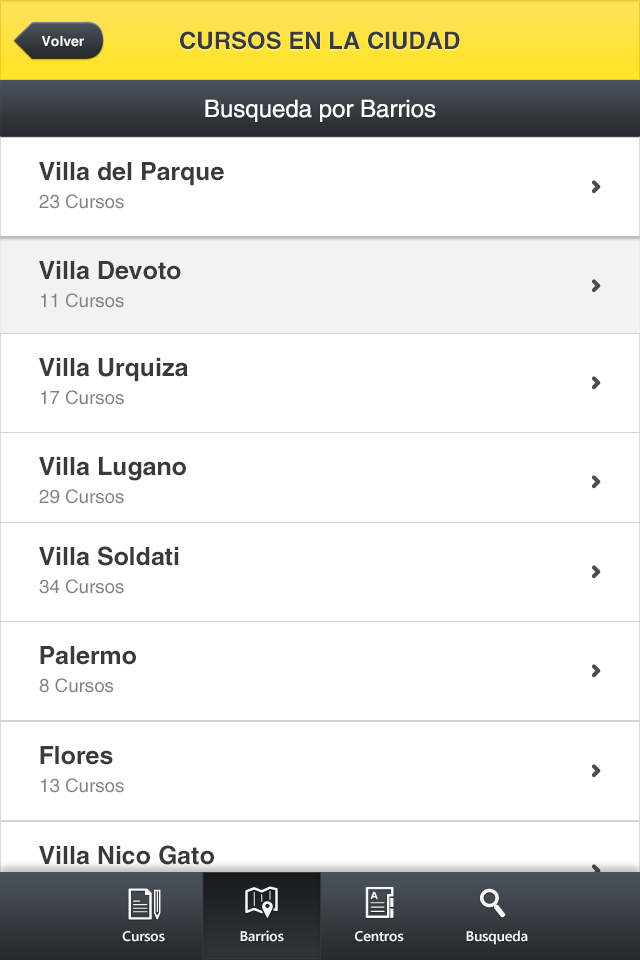 Volver
CURSOS EN LA CIUDAD
Busqueda por Barrios
Villa del Parque
23 Cursos
Villa Devoto
11 Cursos
Villa Urquiza
17 Cursos
Villa Lugano
29 Cursos
Villa Soldati
34 Cursos
Palermo
8 Cursos
Flores
13 Cursos
Villa Nico Gato
Cursos
Barrios
Centros
Busqueda